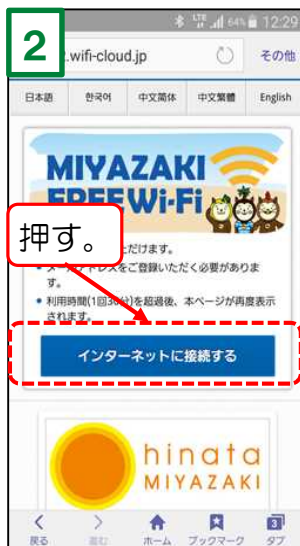 2
LTE 64% 12:29
.wifi-cloud.jp
その他
日本語 한국어 中文简体 中文繁體 English
MIYAZAKI
FREE Wi-Fi
押す。
ただけます。
ドレスをご登録いただく必要がありま
す。
利用時間(1回30分)を超過後、本ページが再度表示
されます。
インターネットに接続する
hinata
MIYAZAKI
3
戻る 進む ホーム ブックマーク タブ